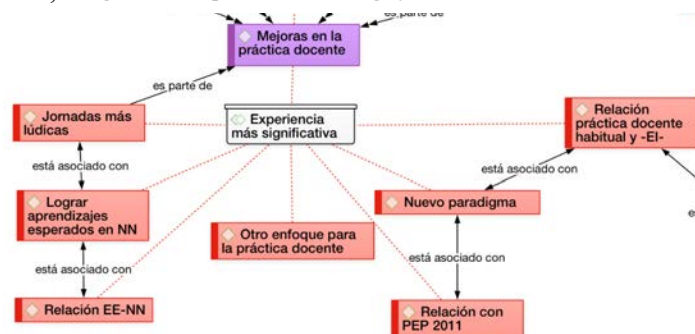 Mejoras en la
práctica docente
es parte de
es parte de
Jornadas más
lúdicas
Experiencia
más significativa
Relación
práctica docente
habitual y -EI-
está asociado con
está asociado con
Lograr
aprendizajes
esperados en NN
Nuevo paradigma
Otro enfoque para
la práctica docente
está asociado con
está asociado con
Relación EE-NN
Relación con
PEP 2011